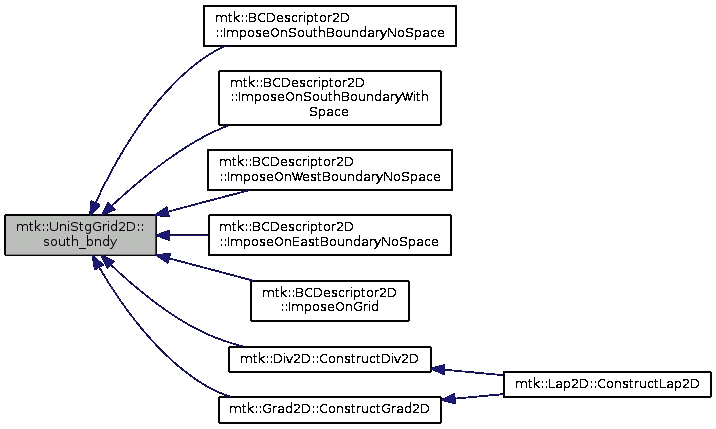 mtk::BCDescriptor2D
::ImposeOnSouthBoundaryNoSpace
mtk::BCDescriptor2D
::ImposeOnSouthBoundaryWith
Space
mtk::BCDescriptor2D
::ImposeOnWestBoundaryNoSpace
mtk::UniStgGrid2D::
south_bndy
mtk::BCDescriptor2D
::ImposeOnEastBoundaryNoSpace
mtk::BCDescriptor2D
::ImposeOnGrid
mtk::Div2D::ConstructDiv2D
mtk::Lap2D::ConstructLap2D
mtk::Grad2D::ConstructGrad2D